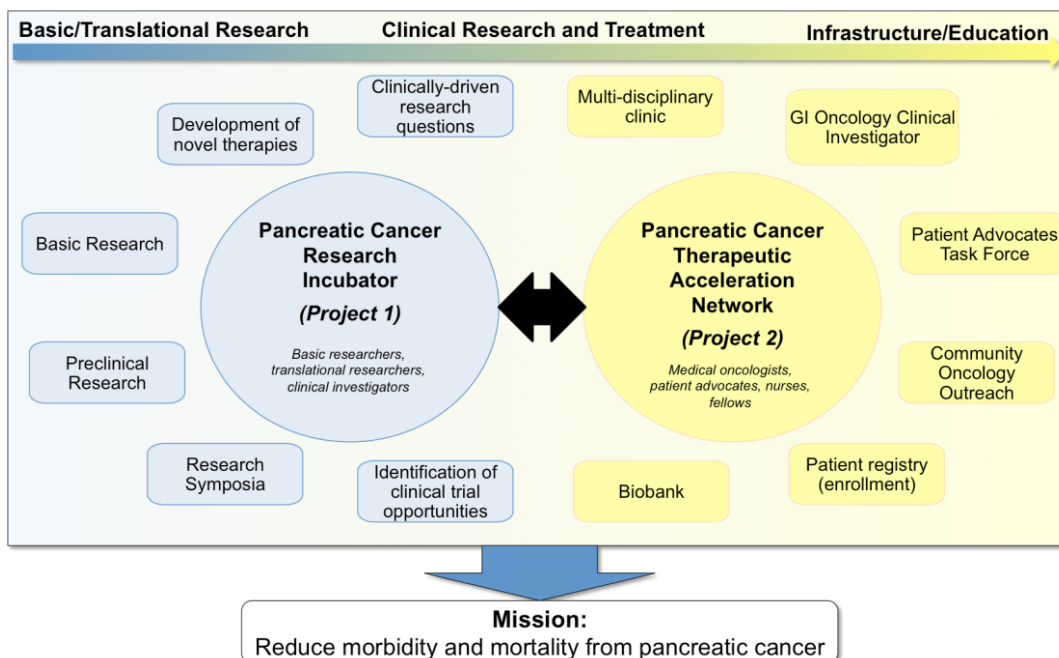 Basic/Translational Research
Clinical Research and Treatment
Infrastructure/Education
Clinically-driven
research
questions
Multi-disciplinary
clinic
Development of
novel therapies
GI Oncology Clinical
Investigator
Basic Research
Pancreatic Cancer
Research
Incubator
(Project 1)
Basic researchers,
translational researchers,
clinical investigators
Pancreatic Cancer
Therapeutic
Acceleration
Network
(Project 2)
Medical oncologists,
patient advocates, nurses,
fellows
Patient Advocates
Task Force
Preclinical
Research
Community
Oncology
Outreach
Research
Symposia
Identification of
clinical trial
opportunities
Biobank
Patient registry
(enrollment)
Mission:
Reduce morbidity and mortality from pancreatic cancer